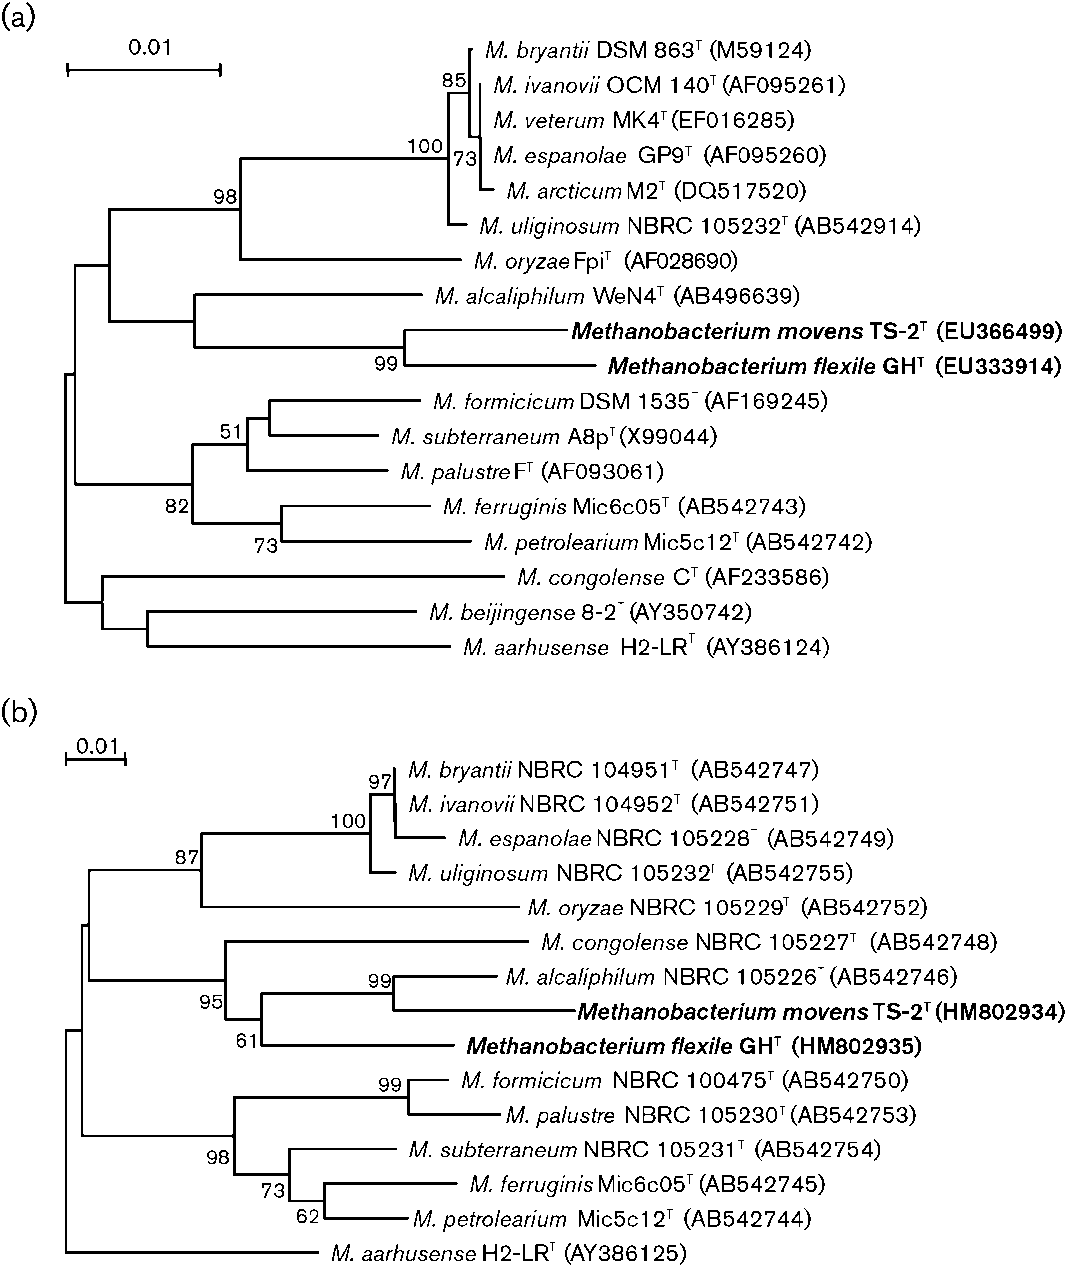 (a)
0.01
M. bryantii DSM 863ᵀ (M59124)
85
M. ivanovii OCM 140ᵀ (AF095261)
M. veterum MK4ᵀ (EF016285)
100
73
M. espanolae GP9ᵀ (AF095260)
98
M. arcticum M2ᵀ (DQ517520)
M. uliginosum NBRC 105232ᵀ (AB542914)
M. oryzae Fpiᵀ (AF028690)
M. alcaliphilum WeN4ᵀ (AB496639)
Methanobacterium movens TS-2ᵀ (EU366499)
99
Methanobacterium flexile GHᵀ (EU333914)
M. formicicum DSM 1535⁻ (AF169245)
51
M. subterraneum A8pᵀ (X99044)
M. palustre Fᵀ (AF093061)
82
M. ferruginis Mic6c05ᵀ (AB542743)
73
M. petrolearium Mic5c12ᵀ (AB542742)
M. congolense Cᵀ (AF233586)
M. beijingense 8-2⁻ (AY350742)
M. aarhusense H2-LRᵀ (AY386124)
(b)
0.01
97
M. bryantii NBRC 104951ᵀ (AB542747)
M. ivanovii NBRC 104952ᵀ (AB542751)
100
M. espanolae NBRC 105228⁻ (AB542749)
87
M. uliginosum NBRC 105232ᵀ (AB542755)
M. oryzae NBRC 105229ᵀ (AB542752)
M. congolense NBRC 105227ᵀ (AB542748)
99
M. alcaliphilum NBRC 105226⁻ (AB542746)
95
Methanobacterium movens TS-2ᵀ (HM802934)
61
Methanobacterium flexile GHᵀ (HM802935)
99
M. formicicum NBRC 100475ᵀ (AB542750)
M. palustre NBRC 105230ᵀ (AB542753)
98
M. subterraneum NBRC 105231ᵀ (AB542754)
73
M. ferruginis Mic6c05ᵀ (AB542745)
62
M. petrolearium Mic5c12ᵀ (AB542744)
M. aarhusense H2-LRᵀ (AY386125)